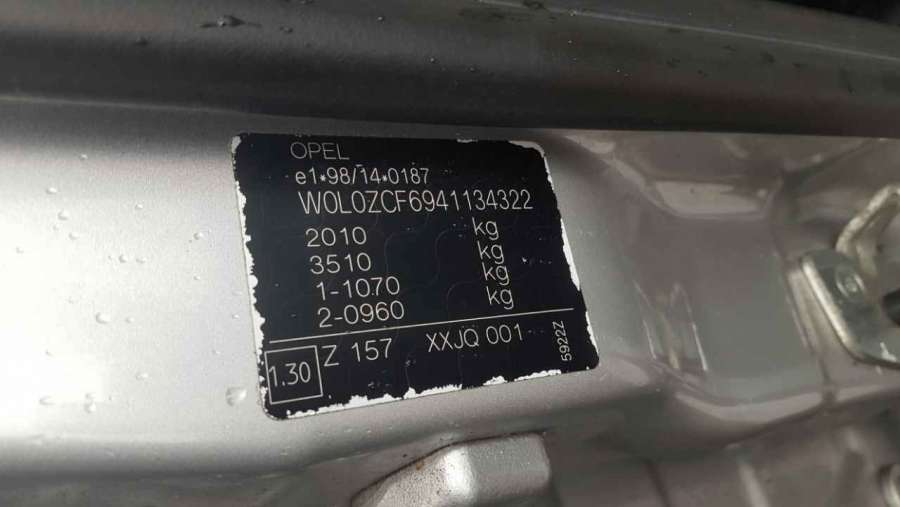 OPEL
e1*98/14*0187
W0L0ZCF6941134322
2010 kg
3510 kg
1-1070 kg
2-0960 kg
1.30 Z 157 XXJQ 001
5922Z